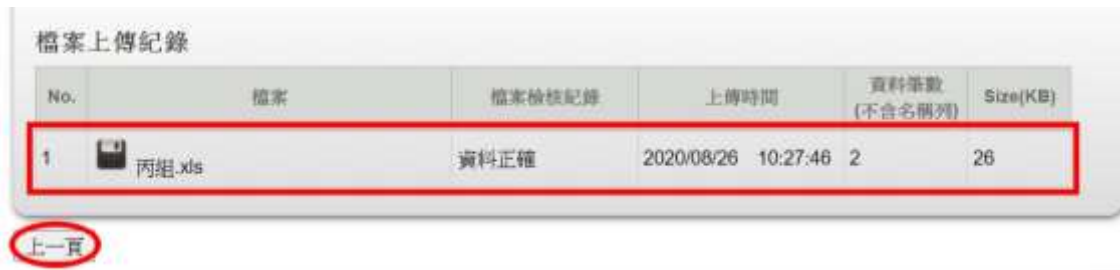 檔案上傳紀錄
No. 檔案 檔案檢核紀錄 上傳時間 資料筆數 Size(KB)
(不含名稱列)
1 丙組.xls 資料正確 2020/08/26 10:27:46 2 26
上一頁